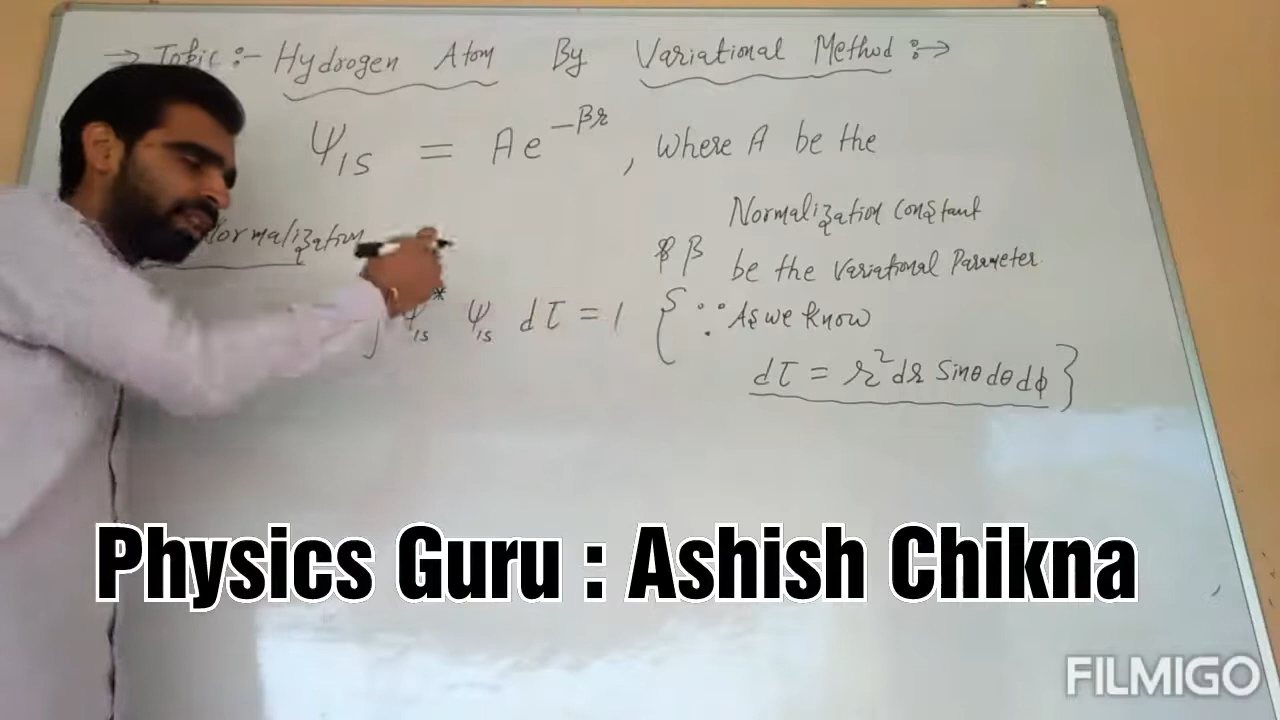 → Topic :- Hydrogen Atom By Variational Method :→
Ψ1S = Ae^-βr , where A be the
Normalization Constant
Normalization
β be the Variational Parameter.
∫ Ψ*1S Ψ1S dτ = 1 { ∵ As we know
dτ = r² dr Sinθ dθ dφ }
Physics Guru : Ashish Chikna
FILMIGO